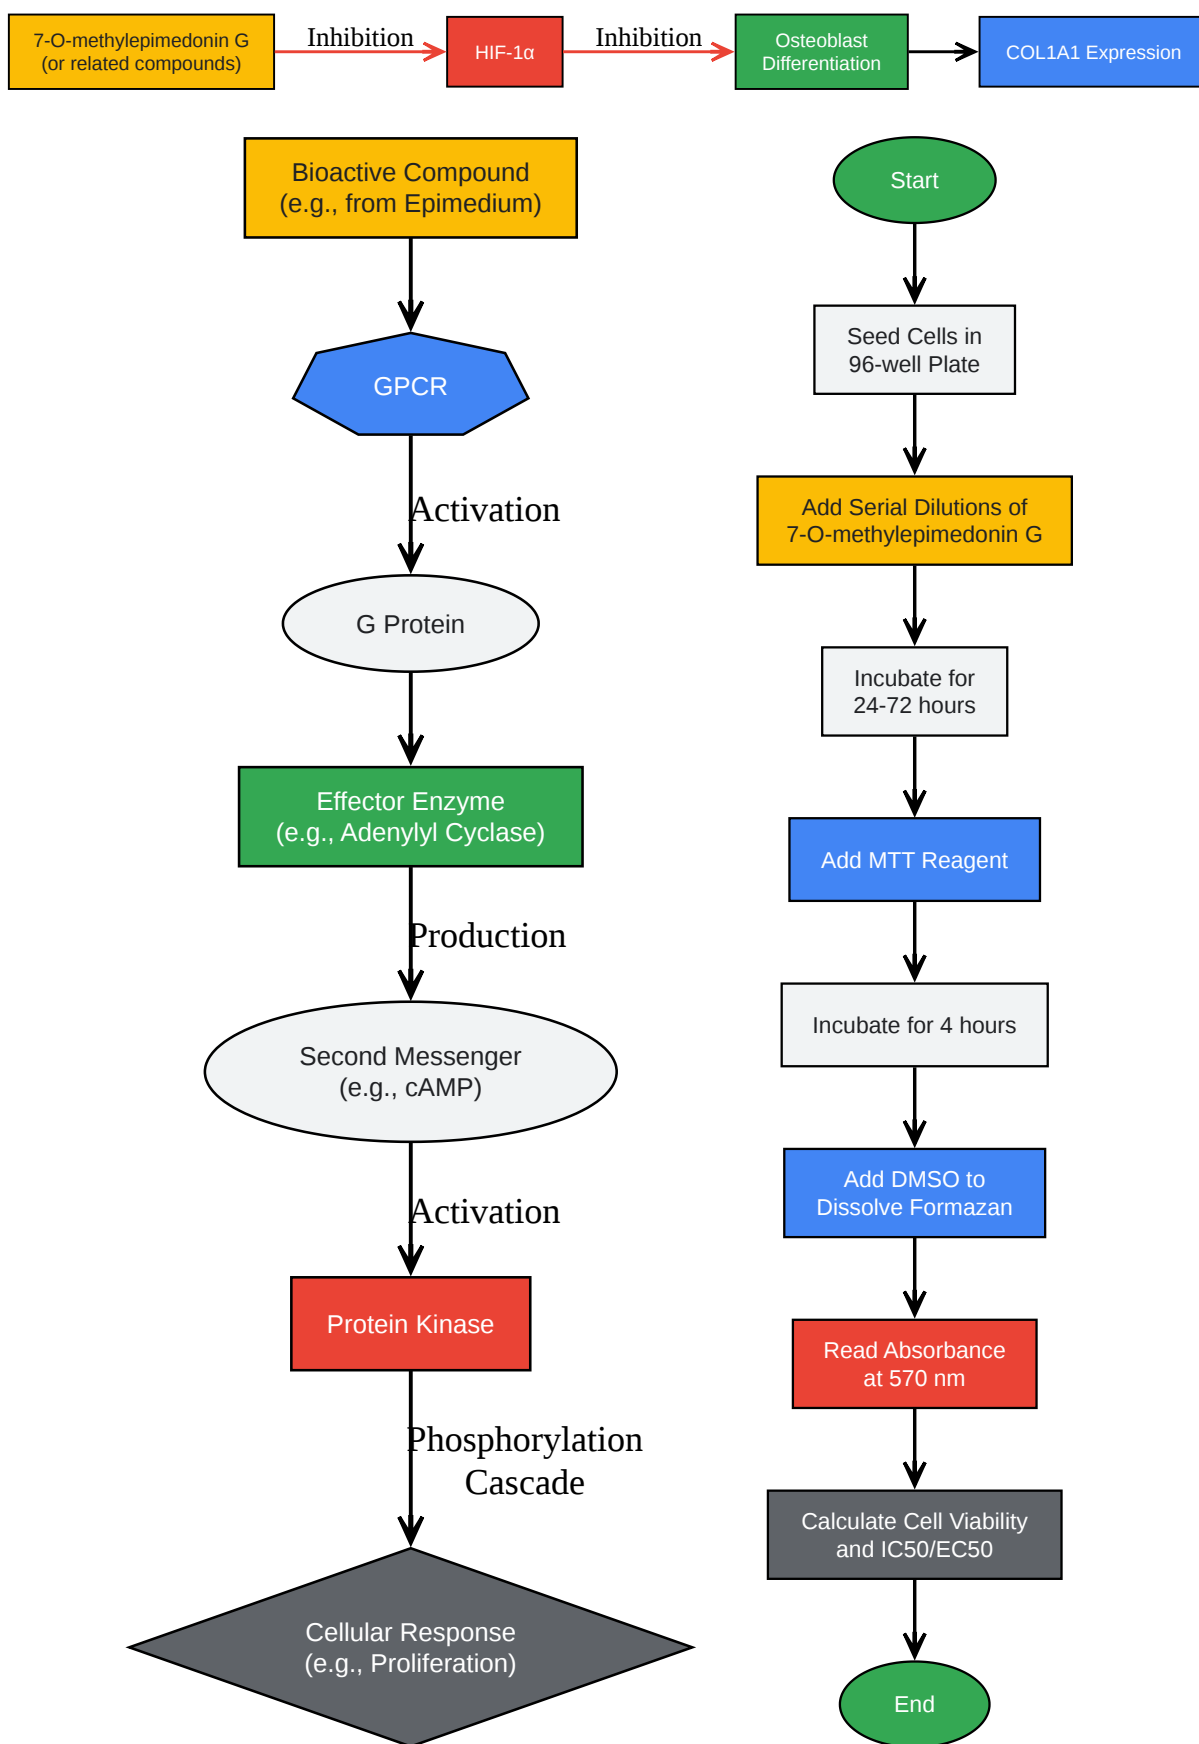 7-O-methylepimedonin G
(or related compounds)
Inhibition
HIF-1α
Inhibition
Osteoblast
Differentiation
COL1A1 Expression
Bioactive Compound
(e.g., from Epimedium)
GPCR
Activation
G Protein
Effector Enzyme
(e.g., Adenylyl Cyclase)
Production
Second Messenger
(e.g., cAMP)
Activation
Protein Kinase
Phosphorylation
Cascade
Cellular Response
(e.g., Proliferation)
Start
Seed Cells in
96-well Plate
Add Serial Dilutions of
7-O-methylepimedonin G
Incubate for
24-72 hours
Add MTT Reagent
Incubate for 4 hours
Add DMSO to
Dissolve Formazan
Read Absorbance
at 570 nm
Calculate Cell Viability
and IC50/EC50
End